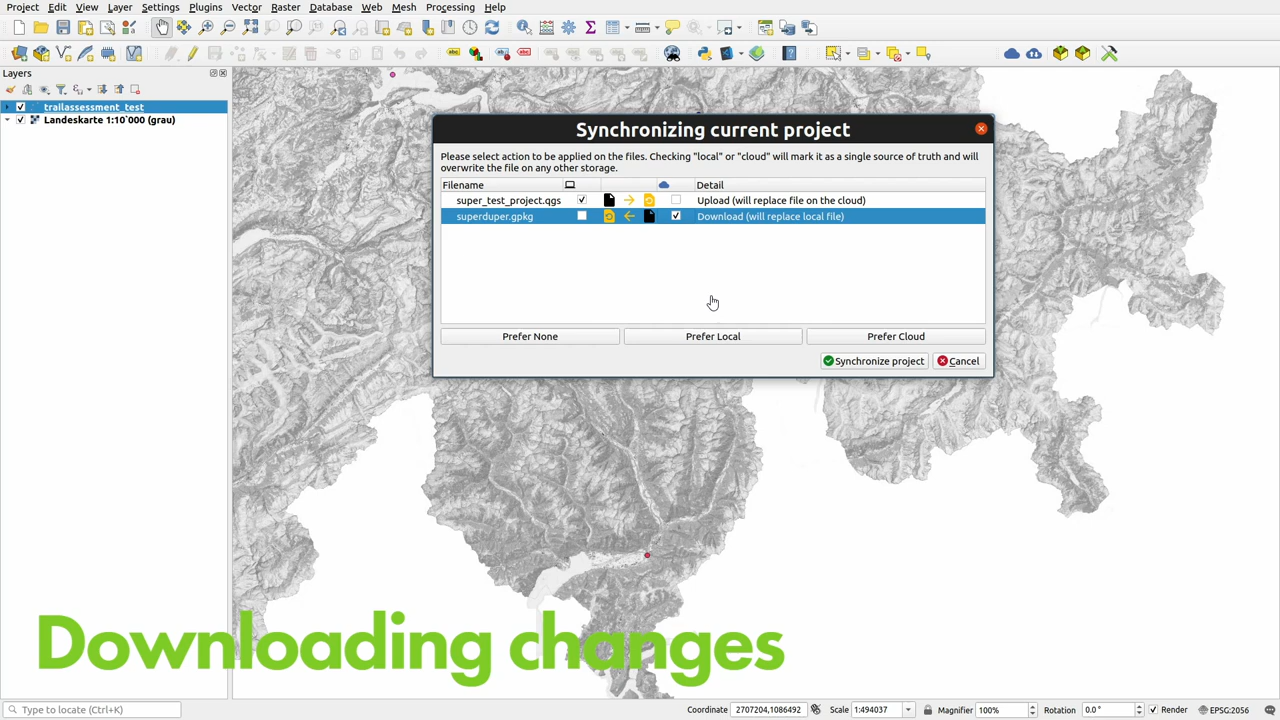 Project Edit View Layer Settings Plugins Vector Raster Database Web Mesh Processing Help
Layers
trailassessment_test
Landeskarte 1:10`000 (grau)
Synchronizing current project
Please select action to be applied on the files. Checking "local" or "cloud" will mark it as a single source of truth and will
overwrite the file on any other storage.
Filename Detail
super_test_project.qgs Upload (will replace file on the cloud)
superduper.gpkg Download (will replace local file)
Prefer None Prefer Local Prefer Cloud
Synchronize project Cancel
Downloading changes
Type to locate (Ctrl+K) Coordinate 2707204,1086492 Scale 1:494037 Magnifier 100% Rotation 0.0 ° Render EPSG:2056